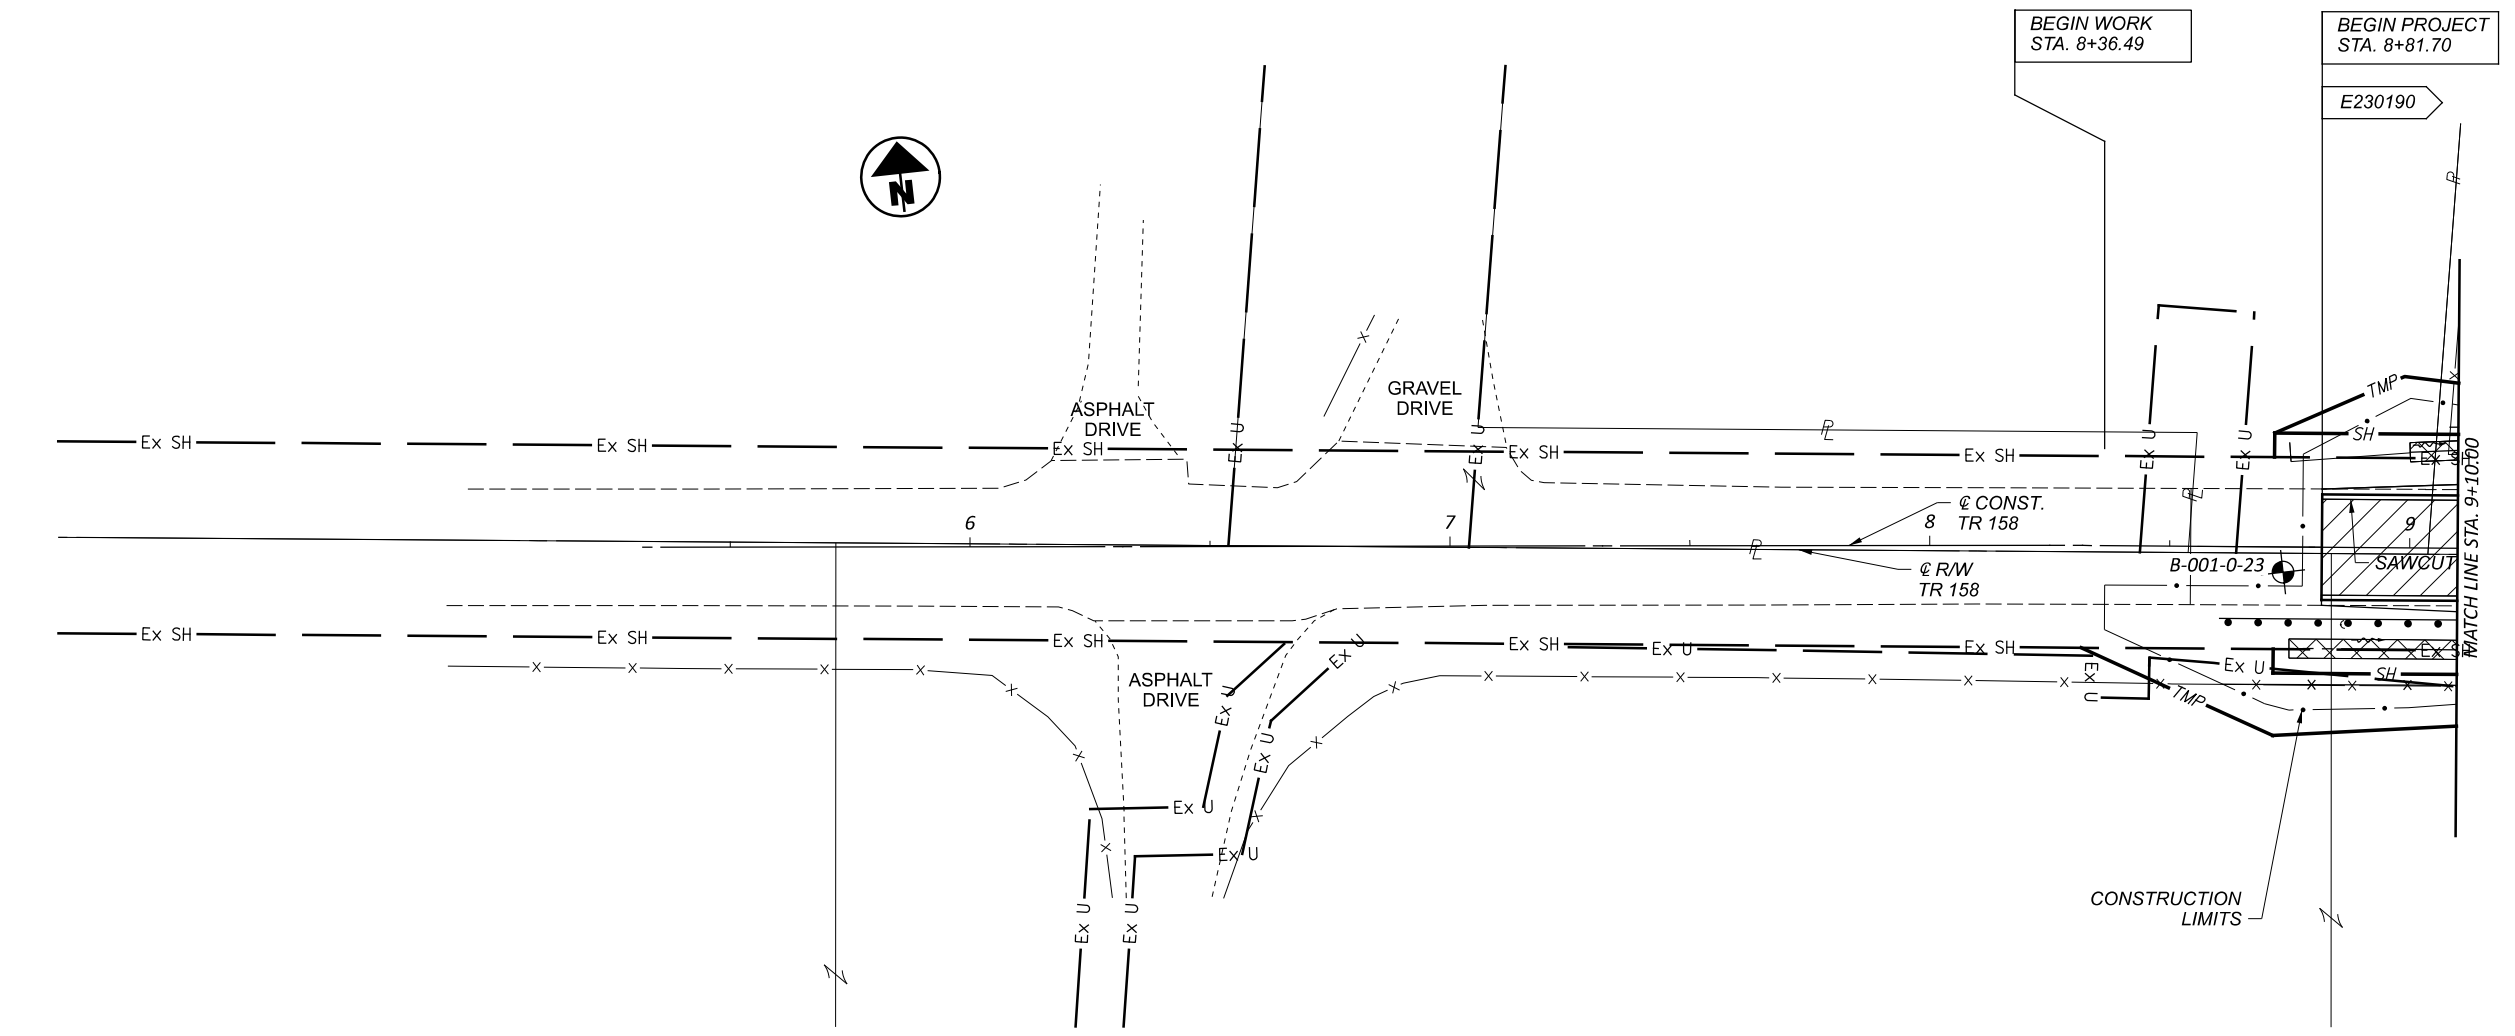 BEGIN WORK
STA. 8+36.49
BEGIN PROJECT
STA. 8+81.70
E230190
N
ASPHALT
DRIVE
GRAVEL
DRIVE
TMP
SH
Ex SH
Ex SH
Ex SH
Ex SH
Ex SH
Ex SH
Ex U
Ex U
Ex U
Ex U
6
7
8
9
℄ CONST.
TR 158
℄ R/W
TR 158
B-001-0-23
SAWCUT
MATCH LINE STA. 9+10.00
Ex SH
Ex SH
Ex SH
Ex SH
Ex U
Ex SH
Ex SH
Ex U
Ex U
SH
TMP
ASPHALT
DRIVE
Ex U
Ex U
Ex U
Ex U
Ex U
Ex U
Ex U
CONSTRUCTION
LIMITS